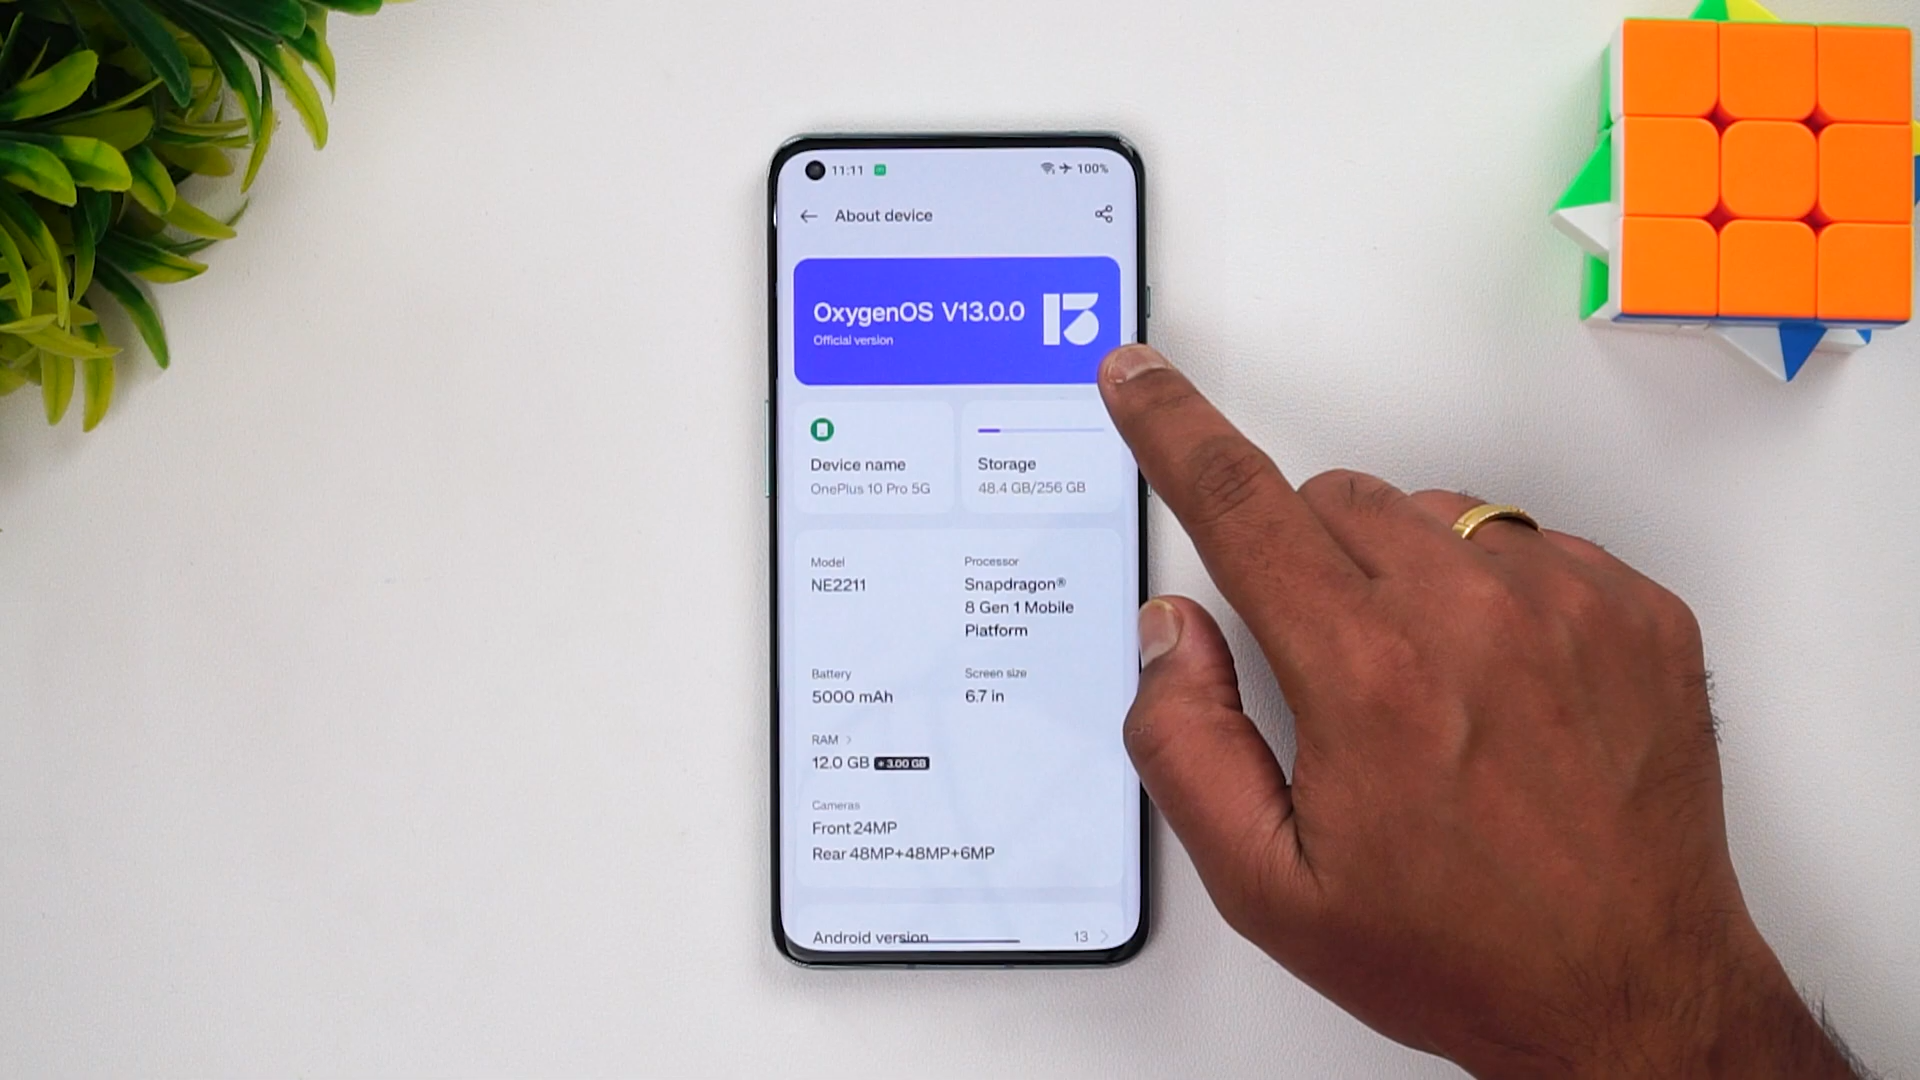 11:11 100%
About device
OxygenOS V13.0.0 13
Official version
Device name
OnePlus 10 Pro 5G
Storage
48.4 GB/256 GB
Model
NE2211
Processor
Snapdragon®
8 Gen 1 Mobile
Platform
Battery
5000 mAh
Screen size
6.7 in
RAM >
12.0 GB + 3.00 GB
Cameras
Front 24MP
Rear 48MP+48MP+6MP
Android version 13 >